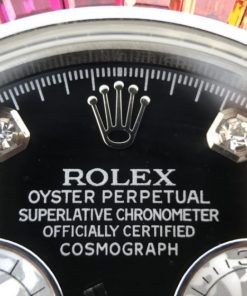 ROLEX
OYSTER PERPETUAL
SUPERLATIVE CHRONOMETER
OFFICIALLY CERTIFIED
COSMOGRAPH